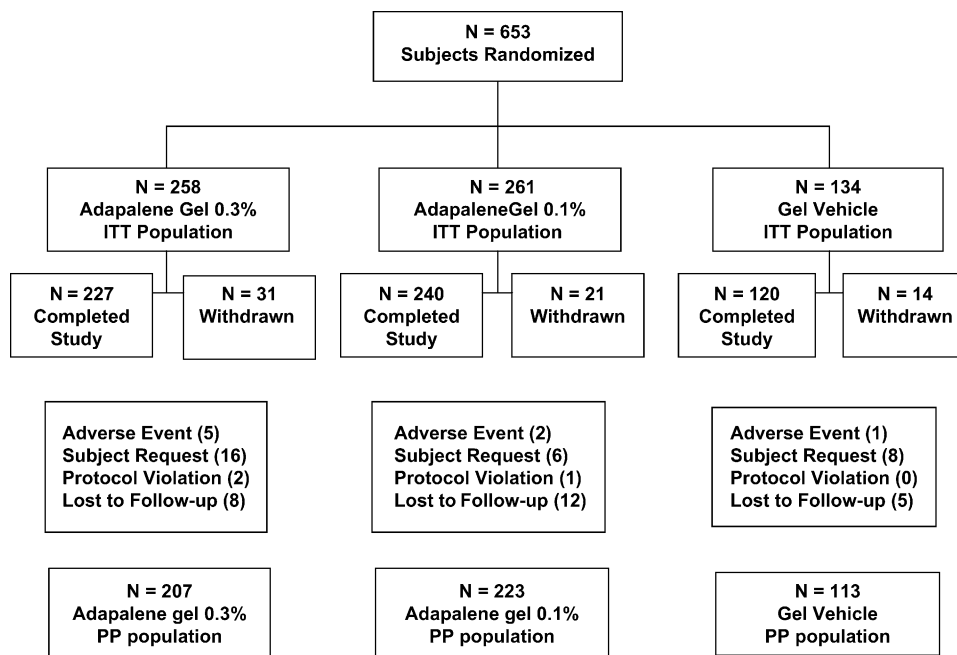 N = 653
Subjects Randomized
N = 258
Adapalene Gel 0.3%
ITT Population
N = 261
AdapaleneGel 0.1%
ITT Population
N = 134
Gel Vehicle
ITT Population
N = 227
Completed
Study
N = 31
Withdrawn
N = 240
Completed
Study
N = 21
Withdrawn
N = 120
Completed
Study
N = 14
Withdrawn
Adverse Event (5)
Subject Request (16)
Protocol Violation (2)
Lost to Follow-up (8)
Adverse Event (2)
Subject Request (6)
Protocol Violation (1)
Lost to Follow-up (12)
Adverse Event (1)
Subject Request (8)
Protocol Violation (0)
Lost to Follow-up (5)
N = 207
Adapalene gel 0.3%
PP population
N = 223
Adapalene gel 0.1%
PP population
N = 113
Gel Vehicle
PP population